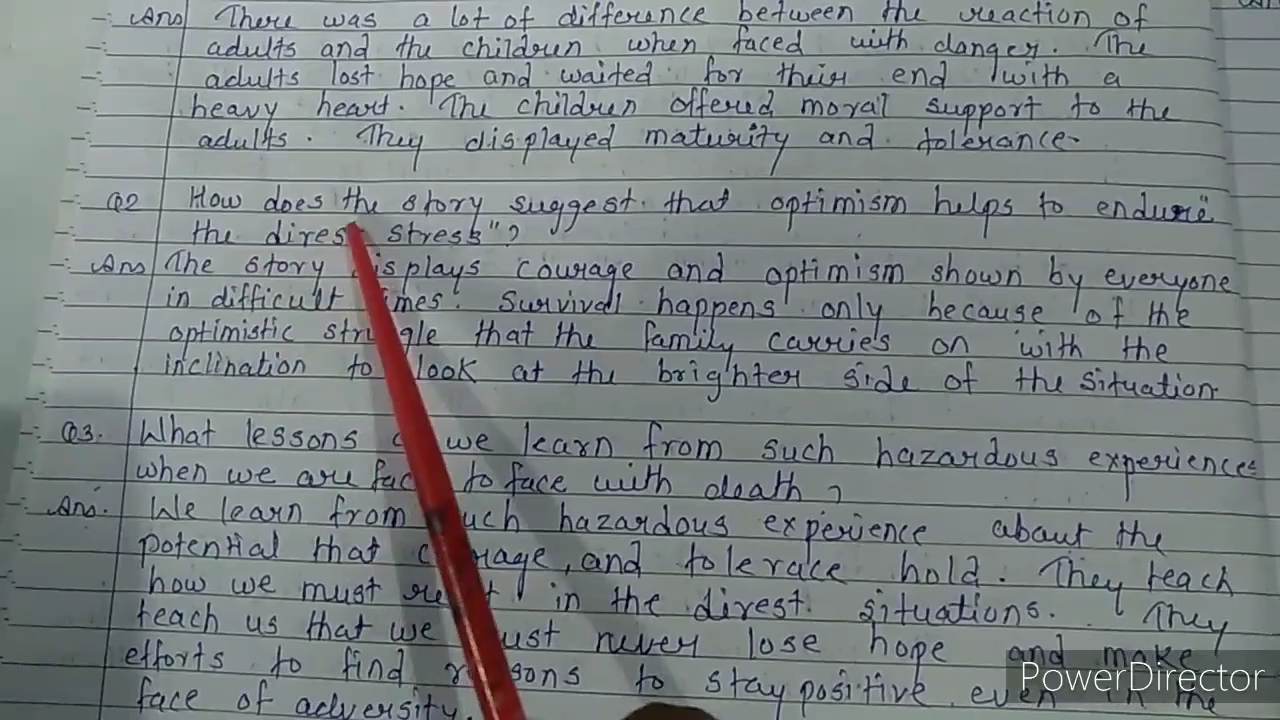 Ans There was a lot of difference between the reaction of
adults and the children when faced with danger. The
adults lost hope and waited for their end with a
heavy heart. The children offered moral support to the
adults. They displayed maturity and tolerance.
Q2 How does the story suggest that optimism helps to endure"
the direst stress"?
Ans The story displays courage and optimism shown by everyone
in difficult times. Survival happens only because of the
optimistic struggle that the family carries on with the
inclination to look at the brighter side of the situation
Q3. What lessons we learn from such hazardous experiences
when we are face to face with death?
Ans. We learn from such hazardous experience about the
potential that courage, and tolerace hold. They teach
how we must in the direst situations. They
teach us that we must never lose hope and make
efforts to find reasons to stay positive even in the
face of adversity.
PowerDirector